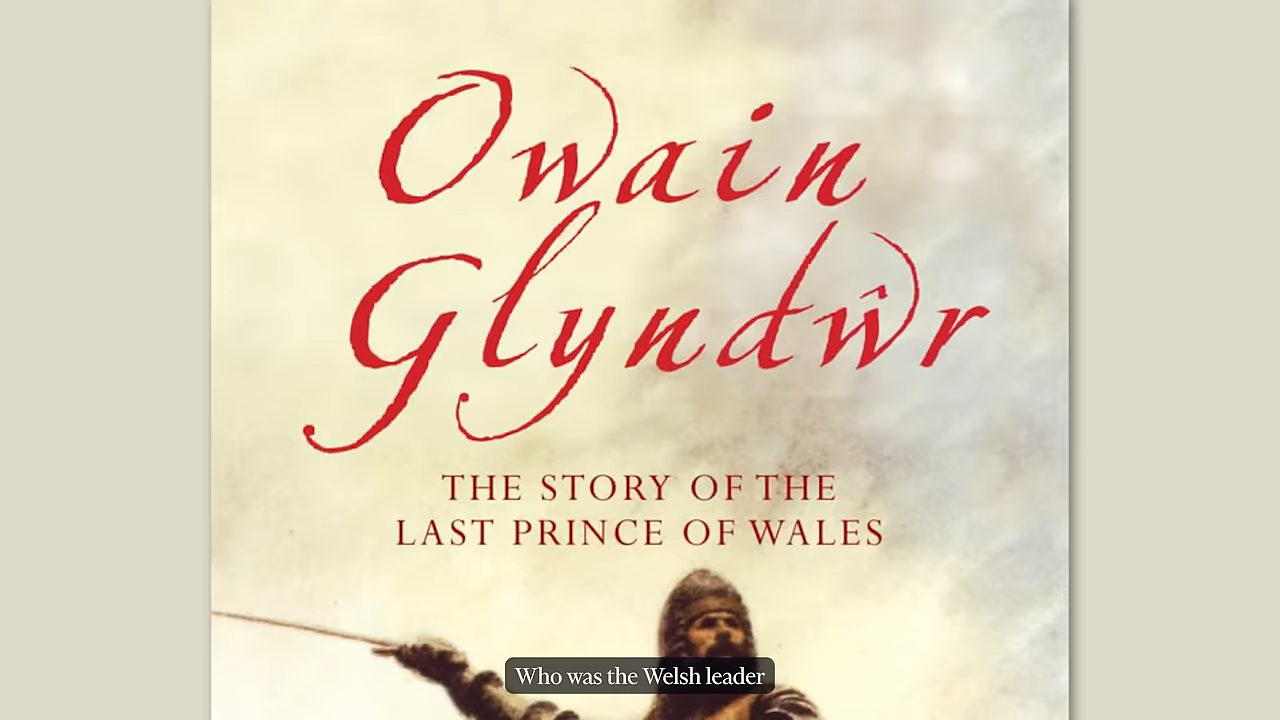 Owain
Glyndŵr
THE STORY OF THE
LAST PRINCE OF WALES
Who was the Welsh leader